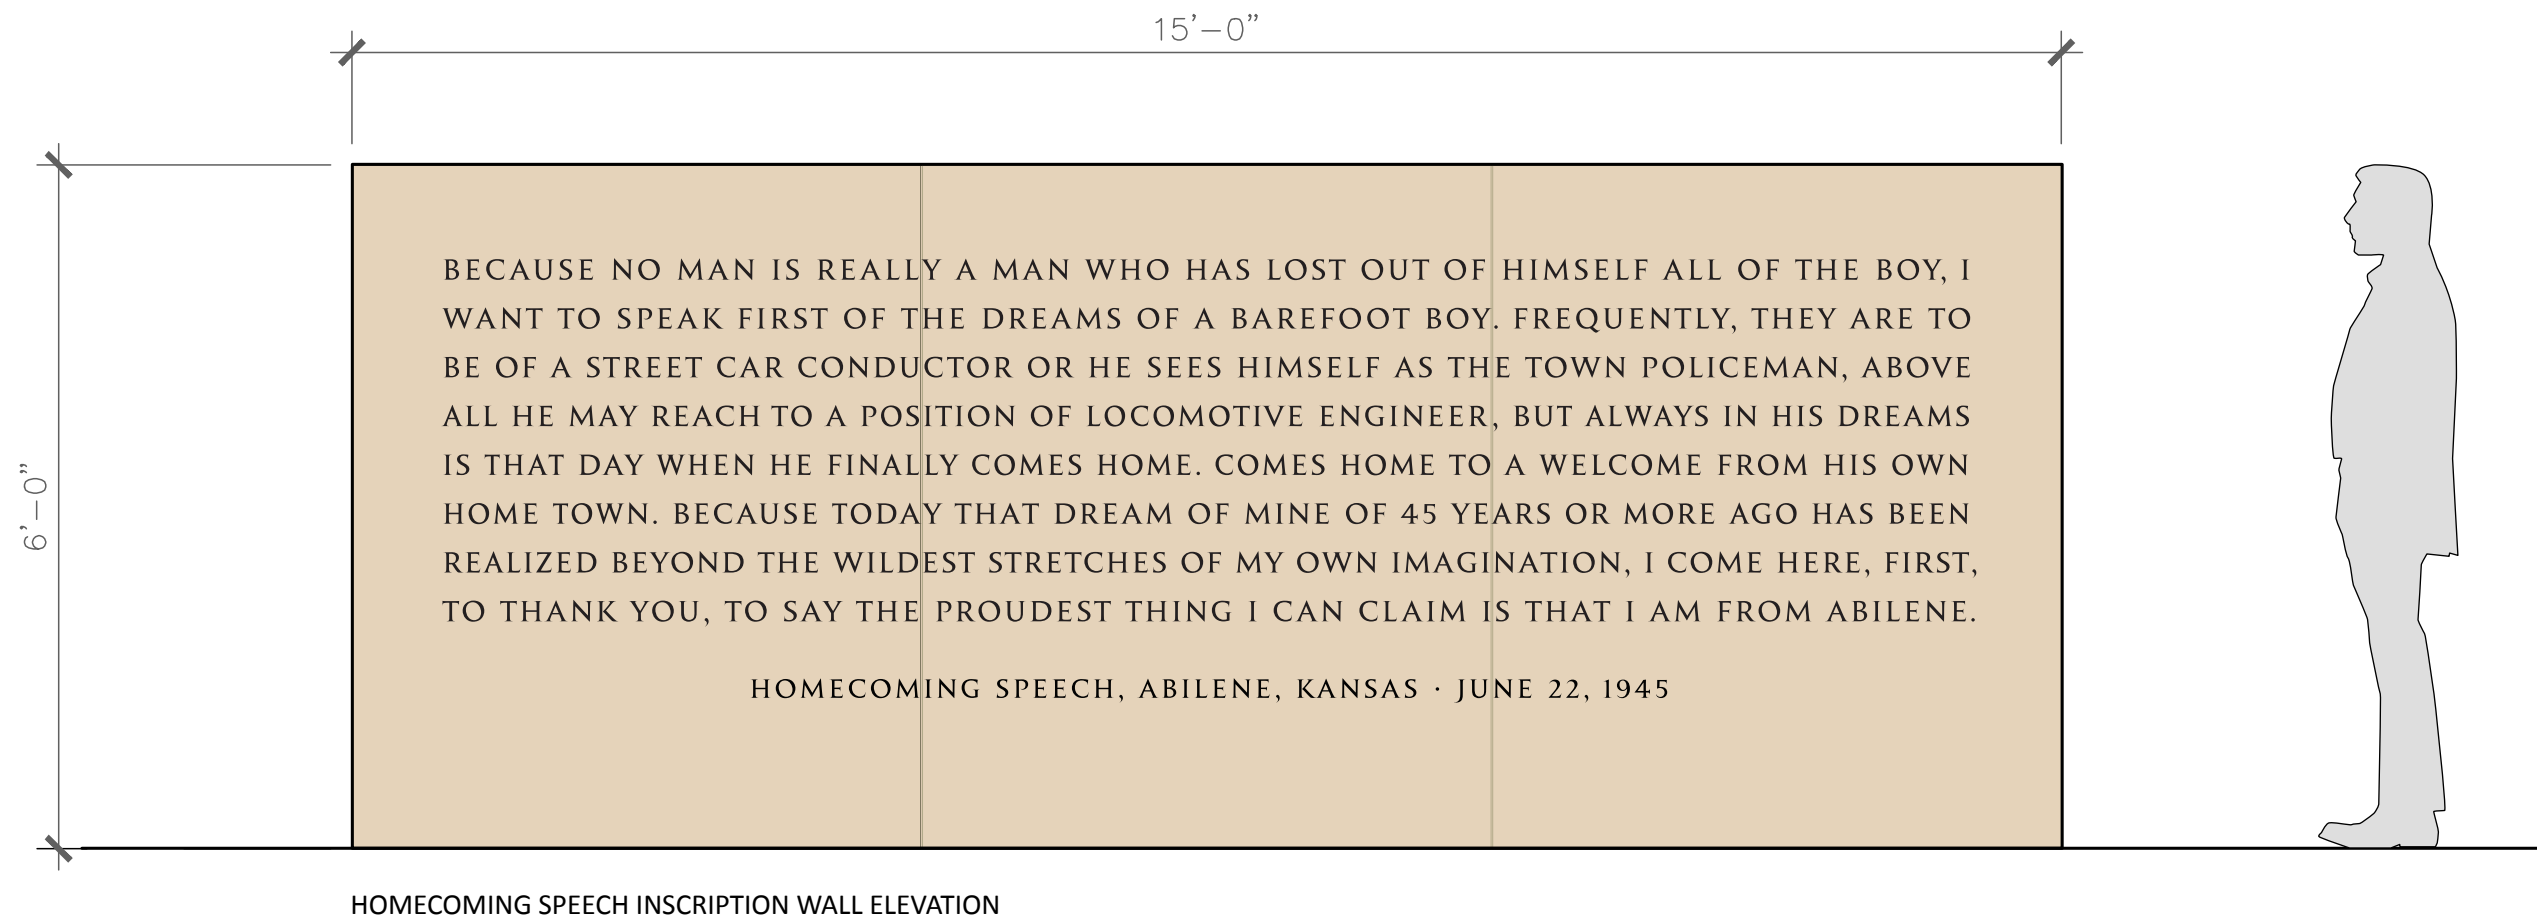 15’–0”
6’–0”
BECAUSE NO MAN IS REALLY A MAN WHO HAS LOST OUT OF HIMSELF ALL OF THE BOY, I
WANT TO SPEAK FIRST OF THE DREAMS OF A BAREFOOT BOY. FREQUENTLY, THEY ARE TO
BE OF A STREET CAR CONDUCTOR OR HE SEES HIMSELF AS THE TOWN POLICEMAN, ABOVE
ALL HE MAY REACH TO A POSITION OF LOCOMOTIVE ENGINEER, BUT ALWAYS IN HIS DREAMS
IS THAT DAY WHEN HE FINALLY COMES HOME. COMES HOME TO A WELCOME FROM HIS OWN
HOME TOWN. BECAUSE TODAY THAT DREAM OF MINE OF 45 YEARS OR MORE AGO HAS BEEN
REALIZED BEYOND THE WILDEST STRETCHES OF MY OWN IMAGINATION, I COME HERE, FIRST,
TO THANK YOU, TO SAY THE PROUDEST THING I CAN CLAIM IS THAT I AM FROM ABILENE.
HOMECOMING SPEECH, ABILENE, KANSAS · JUNE 22, 1945
HOMECOMING SPEECH INSCRIPTION WALL ELEVATION